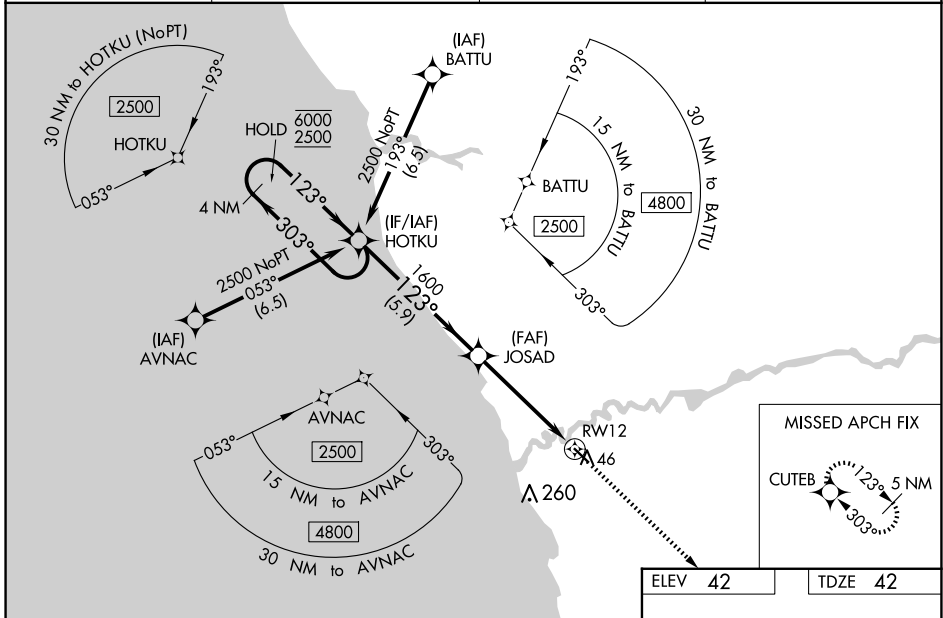 30 NM to HOTKU (NoPT)
193°
2500
HOTKU
053°
HOLD 6000
2500
4 NM
123°
303°
(IAF)
BATTU
2500 NoPT
193°
(6.5)
(IF/IAF)
HOTKU
2500 NoPT
053°
(6.5)
(IAF)
AVNAC
1600
123°
(5.9)
(FAF)
JOSAD
193°
15 NM to BATTU
30 NM to BATTU
BATTU
2500
4800
303°
AVNAC
053°
2500
303°
15 NM to AVNAC
4800
30 NM to AVNAC
RW12
46
260
MISSED APCH FIX
CUTEB
123°
5 NM
303°
ELEV 42
TDZE 42